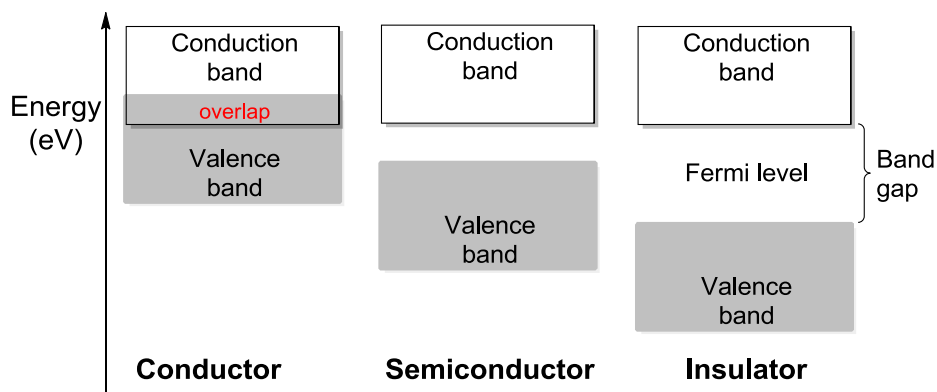 Energy
(eV)
Conduction
band
overlap
Valence
band
Conductor
Conduction
band
Valence
band
Semiconductor
Conduction
band
Fermi level
Band
gap
Valence
band
Insulator